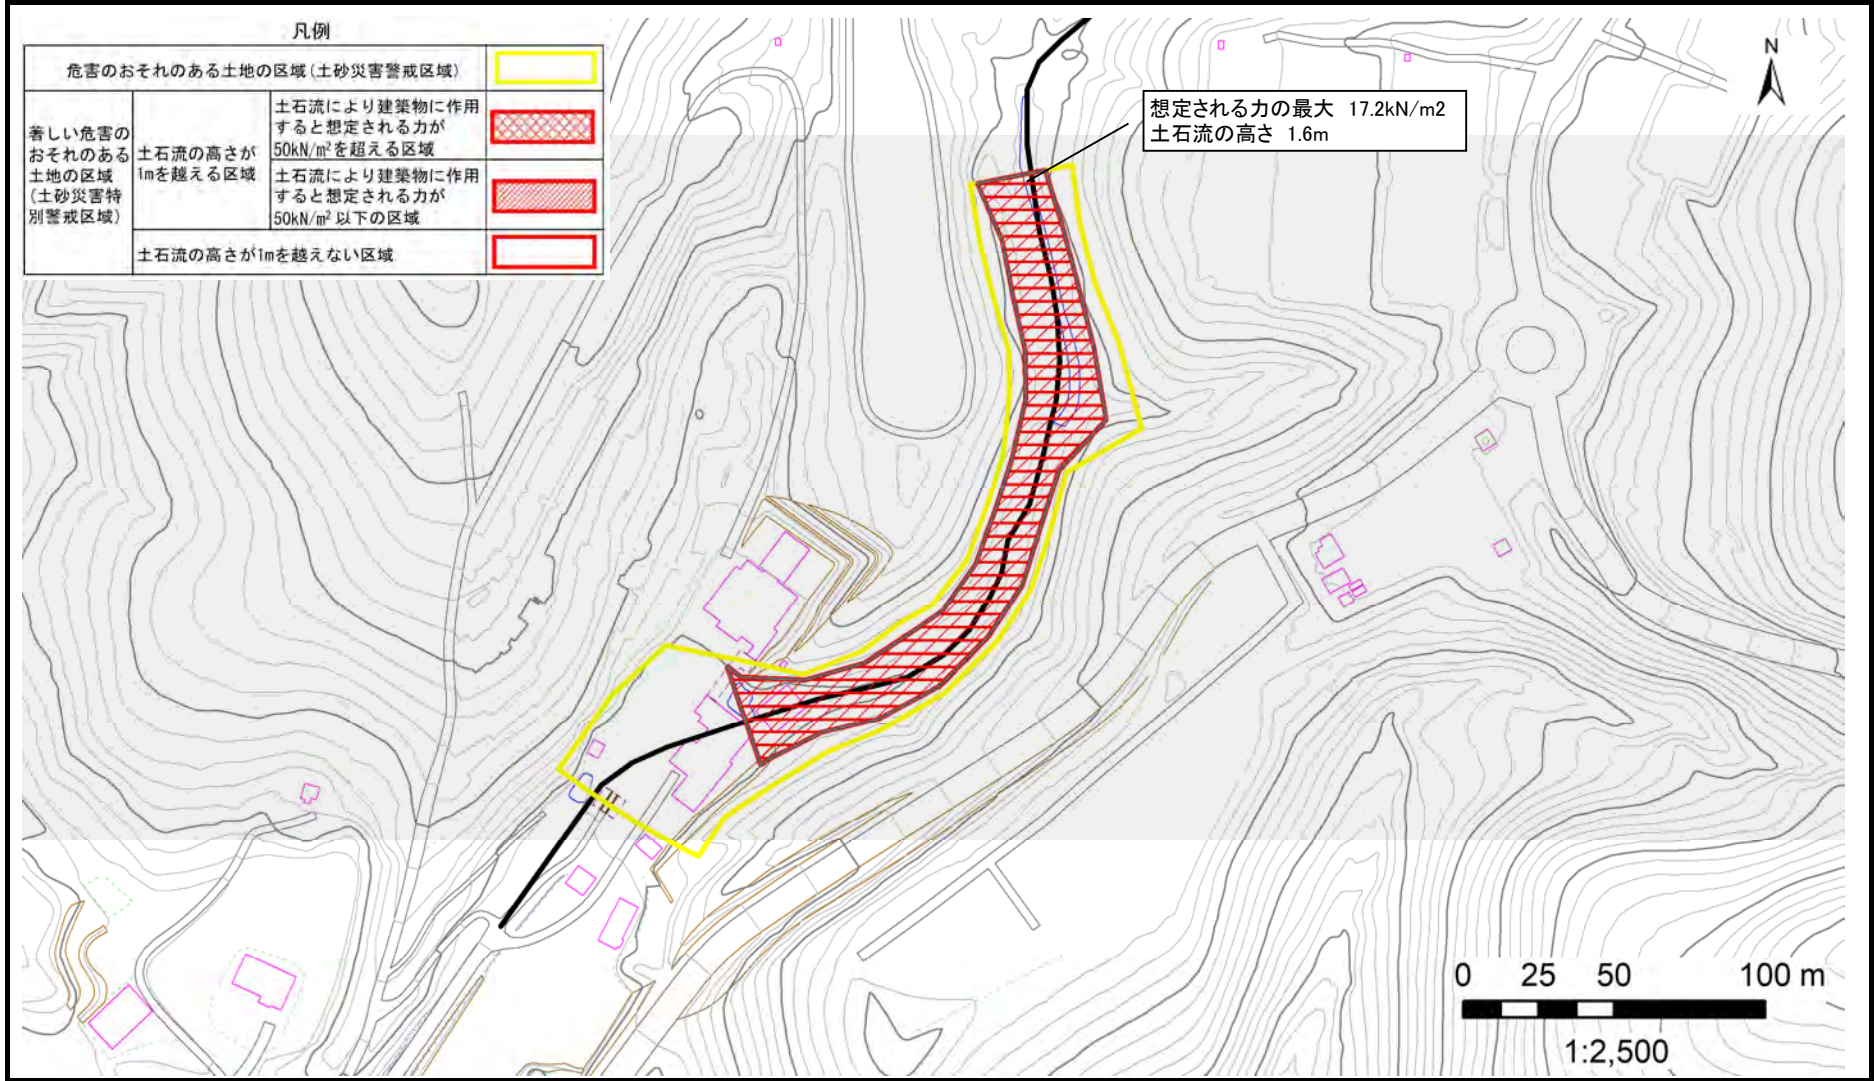 凡例
危害のおそれのある土地の区域(土砂災害警戒区域)
著しい危害の
おそれのある
土地の区域
(土砂災害特
別警戒区域)
土石流の高さが
1mを越える区域
土石流により建築物に作用
すると想定される力が
50kN/m²を超える区域
土石流により建築物に作用
すると想定される力が
50kN/m² 以下の区域
土石流の高さが1mを越えない区域
想定される力の最大 17.2kN/m2
土石流の高さ 1.6m
N
0 25 50 100 m
1:2,500